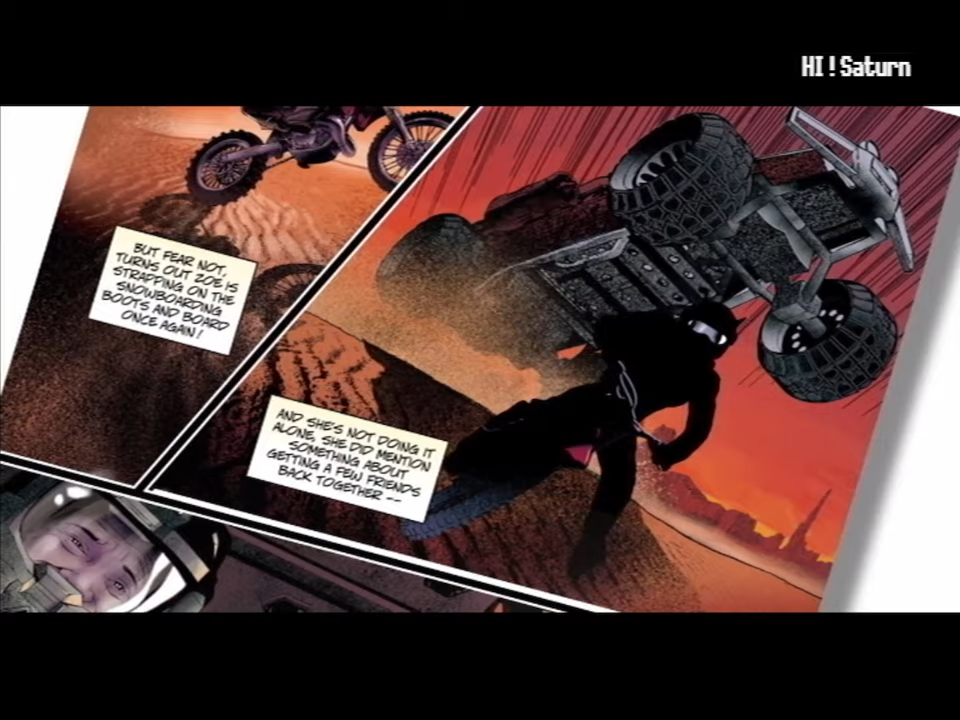 HI!Saturn
BUT FEAR NOT,
TURNS OUT ZOE IS
STRAPPING ON THE
SNOWBOARDING
BOOTS AND BOARD
ONCE AGAIN!
AND SHE'S NOT DOING IT
ALONE, SHE DID MENTION
SOMETHING ABOUT
GETTING A FEW FRIENDS
BACK TOGETHER --